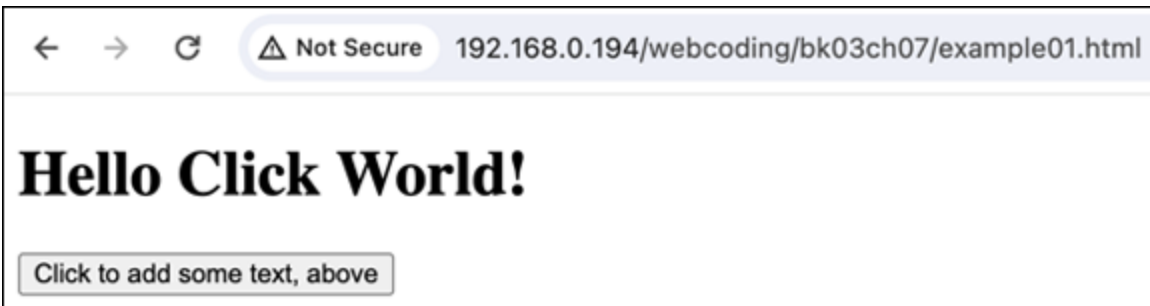 Not Secure 192.168.0.194/webcoding/bk03ch07/example01.html
Hello Click World!
Click to add some text, above